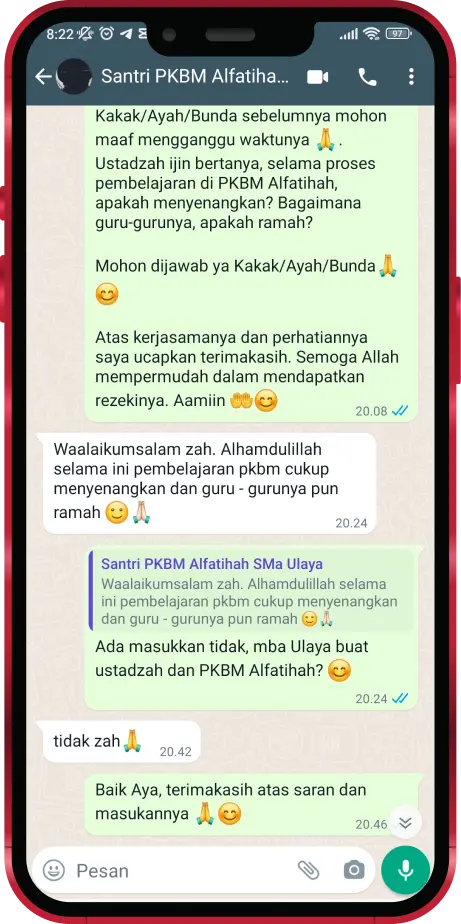 8:22
97
Santri PKBM Alfatiha...
Kakak/Ayah/Bunda sebelumnya mohon
maaf mengganggu waktunya 🙏 .
Ustadzah ijin bertanya, selama proses
pembelajaran di PKBM Alfatihah,
apakah menyenangkan? Bagaimana
guru-gurunya, apakah ramah?
Mohon dijawab ya Kakak/Ayah/Bunda🙏
😊
Atas kerjasamanya dan perhatiannya
saya ucapkan terimakasih. Semoga Allah
mempermudah dalam mendapatkan
rezekinya. Aamiin 🤲😊
20.08
Waalaikumsalam zah. Alhamdulillah
selama ini pembelajaran pkbm cukup
menyenangkan dan guru - gurunya pun
ramah 🙂🙏🏻
20.24
Santri PKBM Alfatihah SMa Ulaya
Waalaikumsalam zah. Alhamdulillah selama
ini pembelajaran pkbm cukup menyenangkan
dan guru - gurunya pun ramah 🙂🙏🏻
Ada masukkan tidak, mba Ulaya buat
ustadzah dan PKBM Alfatihah? 😊
20.24
tidak zah🙏
20.42
Baik Aya, terimakasih atas saran dan
masukannya 🙏😊
20.46
Pesan